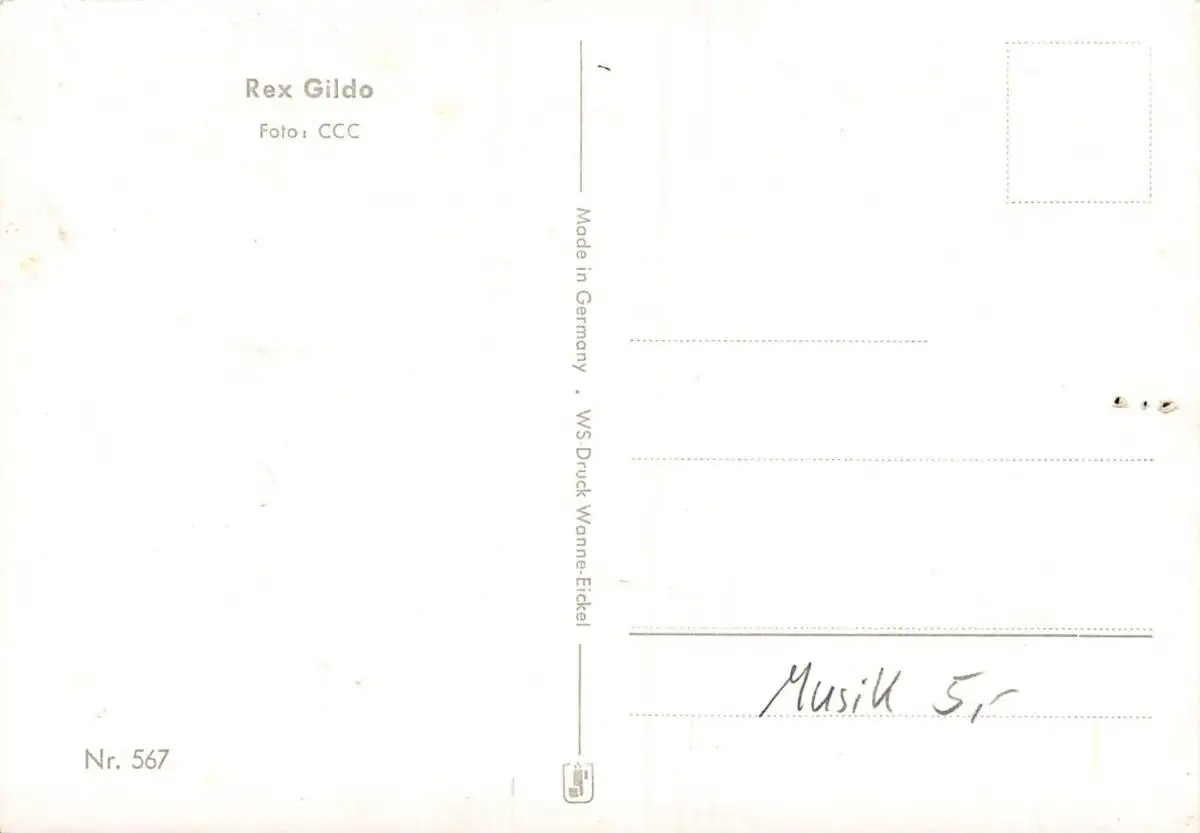 Rex Gildo
Foto: CCC
Made in Germany . WS-Druck Wanne-Eickel
Musik 5,-
Nr. 567